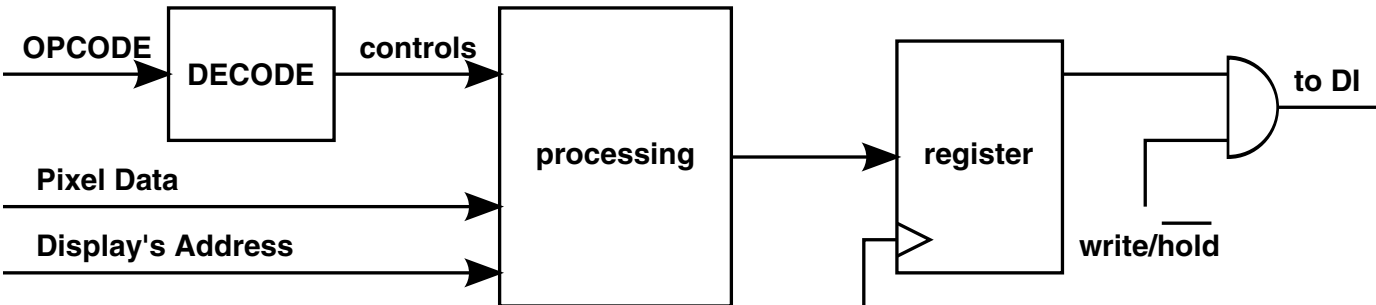 OPCODE
DECODE
controls
processing
register
to DI
Pixel Data
Display's Address
write/hold